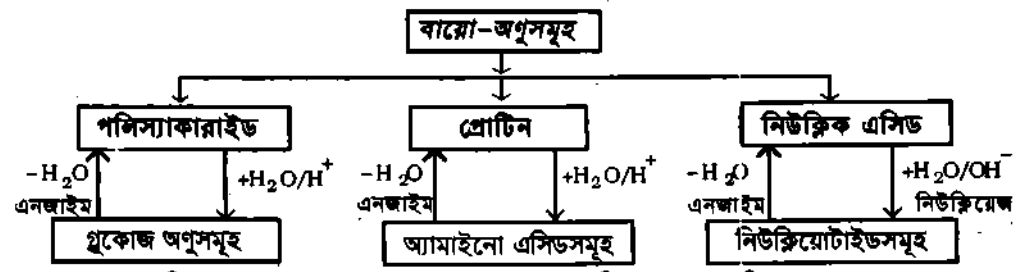 বায়ো-অণুসমূহ
পলিস্যাকারাইড প্রোটিন নিউক্লিক এসিড
-H₂O +H₂O/H⁺ -H₂O +H₂O/H⁺ -H₂O +H₂O/OH⁻
এনজাইম এনজাইম এনজাইম নিউক্লিয়েজ
গ্লুকোজ অণুসমূহ অ্যামাইনো এসিডসমূহ নিউক্লিয়োটাইডসমূহ